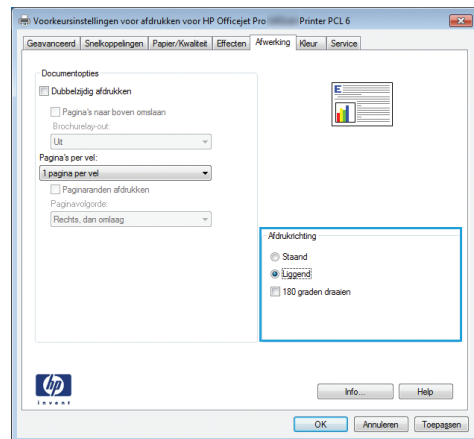 Voorkeursinstellingen voor afdrukken voor HP Officejet Pro Printer PCL 6
Geavanceerd Snelkoppelingen Papier/Kwaliteit Effecten Afwerking Kleur Service
Documentopties
Dubbelzijdig afdrukken
Pagina's naar boven omslaan
Brochurelay-out:
Uit
Pagina's per vel:
1 pagina per vel
Paginaranden afdrukken
Paginavolgorde:
Rechts, dan omlaag
E
Afdrukrichting
Staand
Liggend
180 graden draaien
hp
invent
Info... Help
OK Annuleren Toepassen